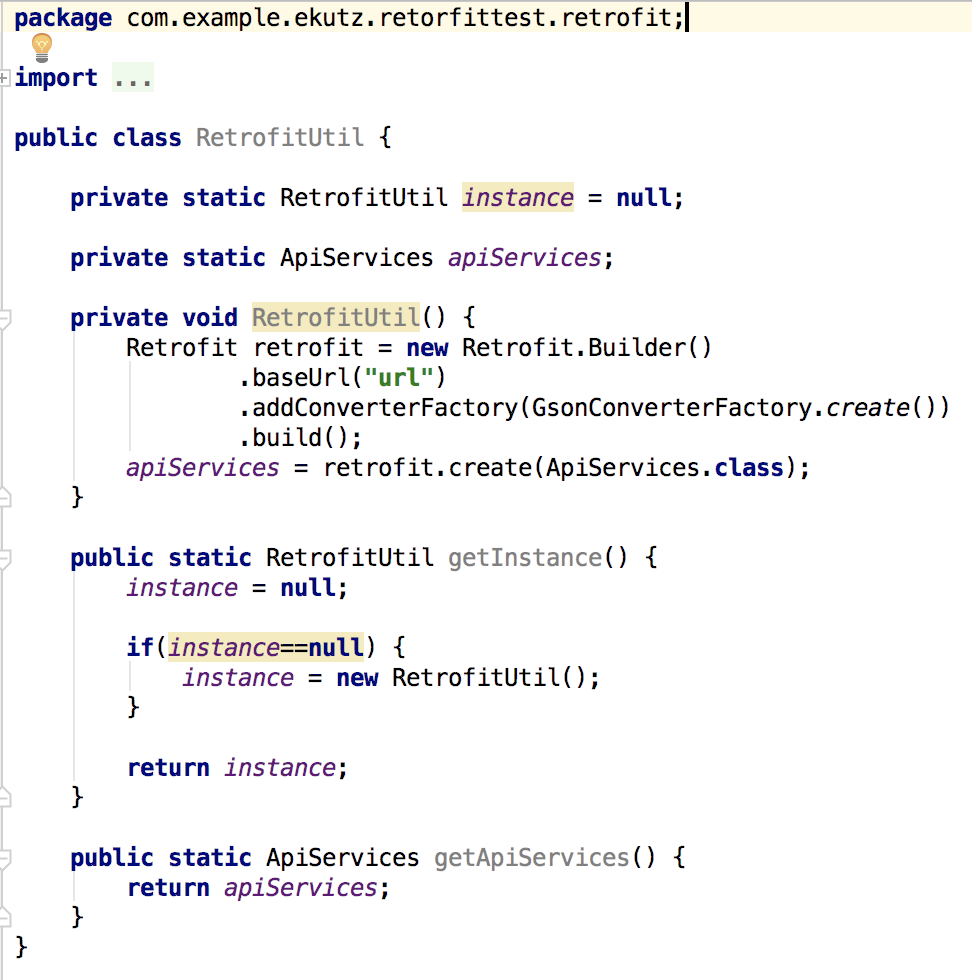 package com.example.ekutz.retorfittest.retrofit;
import ...
public class RetrofitUtil {
private static RetrofitUtil instance = null;
private static ApiServices apiServices;
private void RetrofitUtil() {
Retrofit retrofit = new Retrofit.Builder()
.baseUrl("url")
.addConverterFactory(GsonConverterFactory.create())
.build();
apiServices = retrofit.create(ApiServices.class);
}
public static RetrofitUtil getInstance() {
instance = null;
if(instance==null) {
instance = new RetrofitUtil();
}
return instance;
}
public static ApiServices getApiServices() {
return apiServices;
}
}